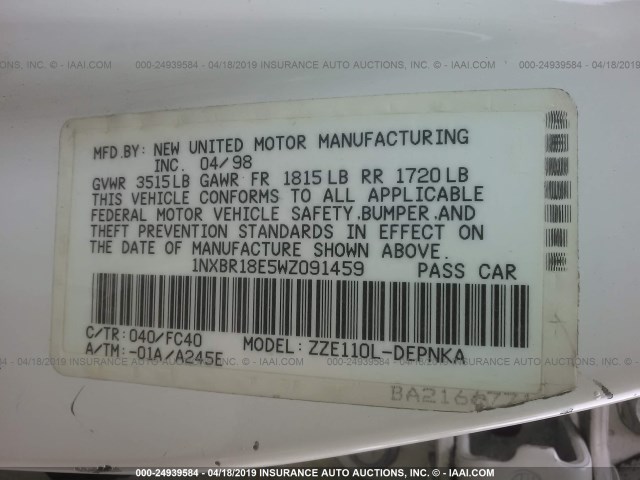 000-24939584 - 04/18/2019 INSURANCE AUTO AUCTIONS, INC. - ©IAAI.COM
MFD.BY: NEW UNITED MOTOR MANUFACTURING
INC. 04/98
GVWR 3515LB GAWR FR 1815LB RR 1720LB
THIS VEHICLE CONFORMS TO ALL APPLICABLE
FEDERAL MOTOR VEHICLE SAFETY,BUMPER,AND
THEFT PREVENTION STANDARDS IN EFFECT ON
THE DATE OF MANUFACTURE SHOWN ABOVE.
1NXBR18E5WZ091459 PASS CAR
C/TR: 040/FC40 MODEL: ZZE110L-DEPNKA
A/TM: -01A/A245E
000-24939584 - 04/18/2019 INSURANCE AUTO AUCTIONS, INC. - ©IAAI.COM